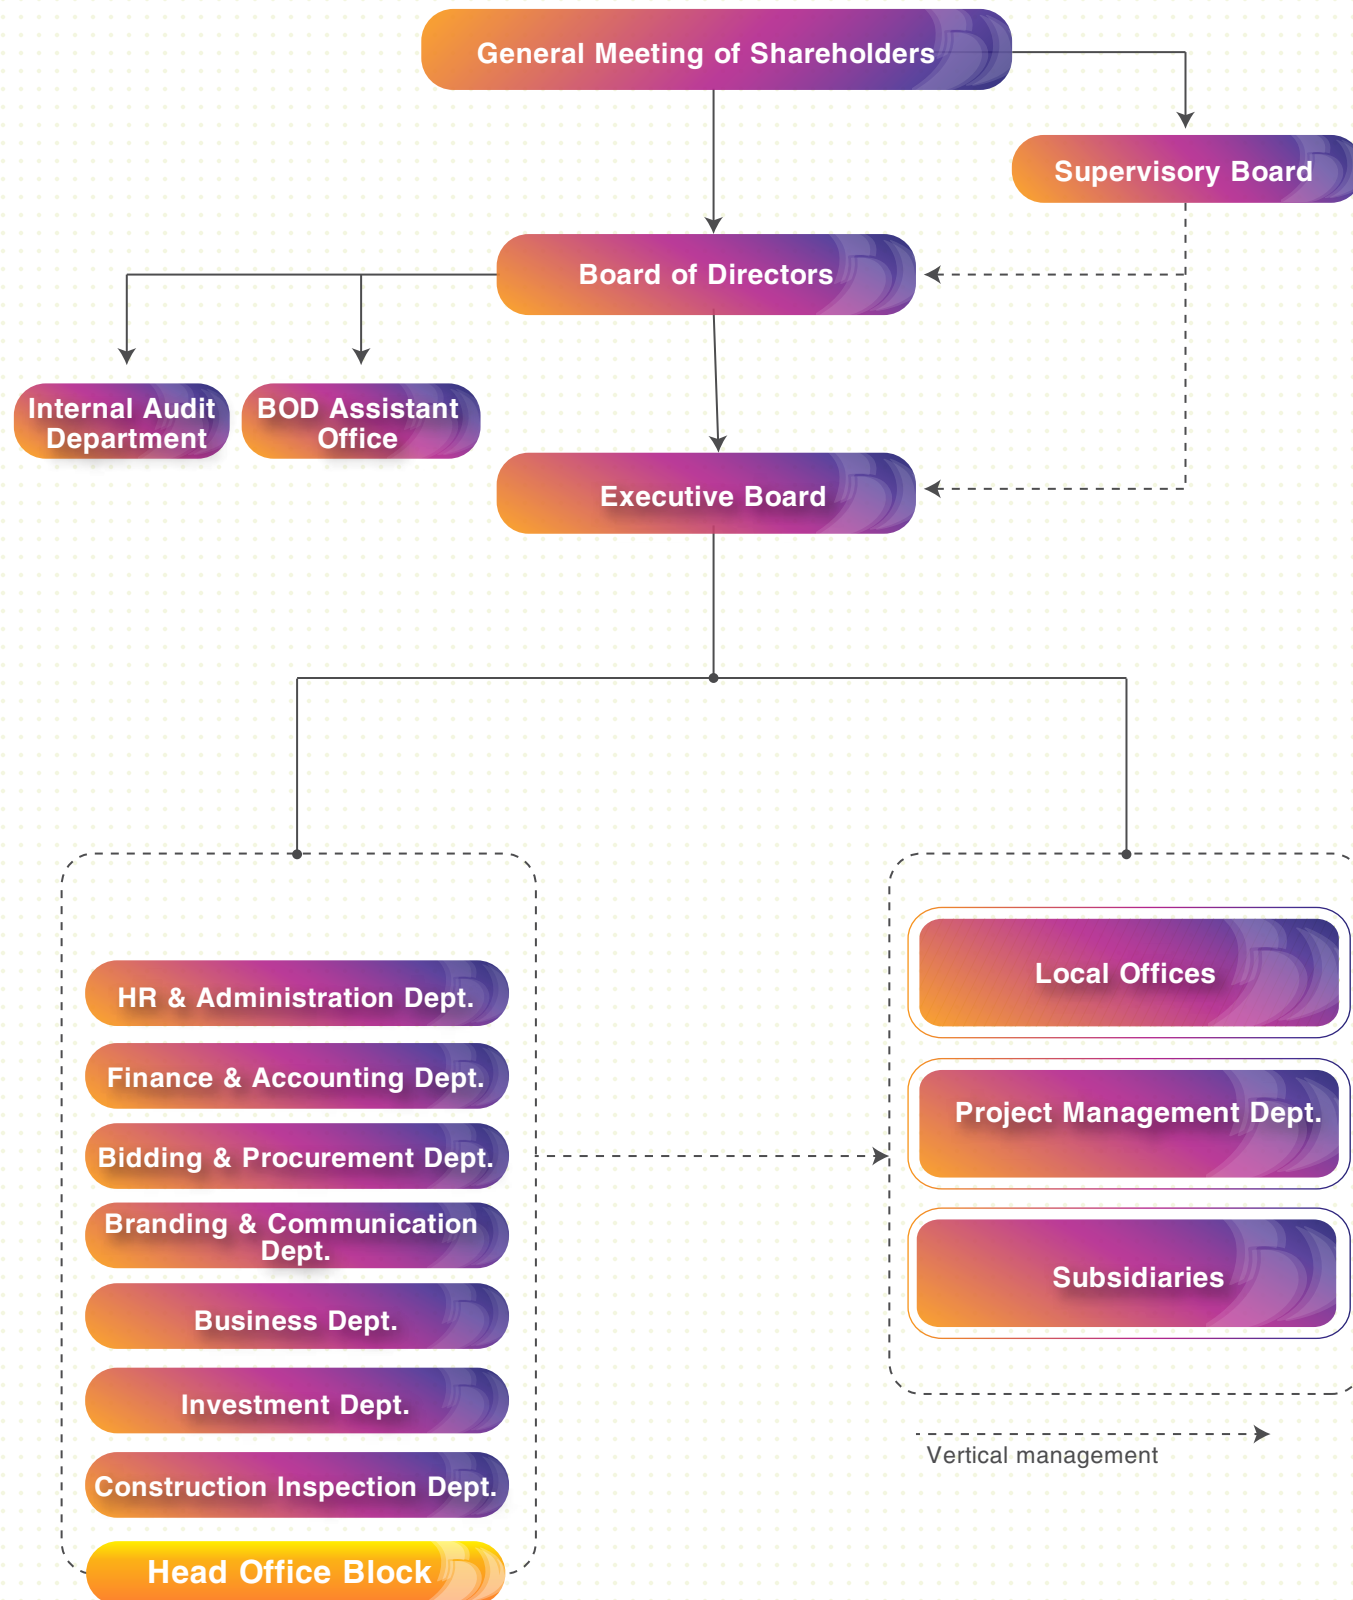 General Meeting of Shareholders
Supervisory Board
Board of Directors
Internal Audit
Department
BOD Assistant
Office
Executive Board
HR & Administration Dept.
Finance & Accounting Dept.
Bidding & Procurement Dept.
Branding & Communication
Dept.
Business Dept.
Investment Dept.
Construction Inspection Dept.
Head Office Block
Local Offices
Project Management Dept.
Subsidiaries
Vertical management